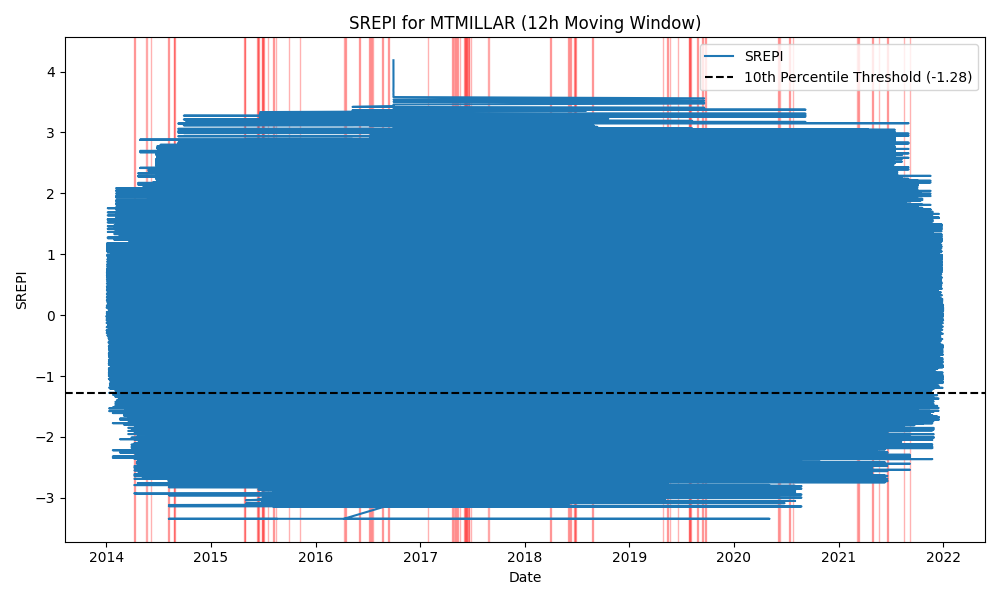 SREPI for MTMILLAR (12h Moving Window)
SREPI
10th Percentile Threshold (-1.28)
4
3
2
1
0
−1
−2
−3
SREPI
2014 2015 2016 2017 2018 2019 2020 2021 2022
Date